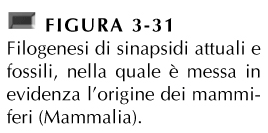 FIGURA 3-31
Filogenesi di sinapsidi attuali e
fossili, nella quale è messa in
evidenza l'origine dei mammi-
feri (Mammalia).